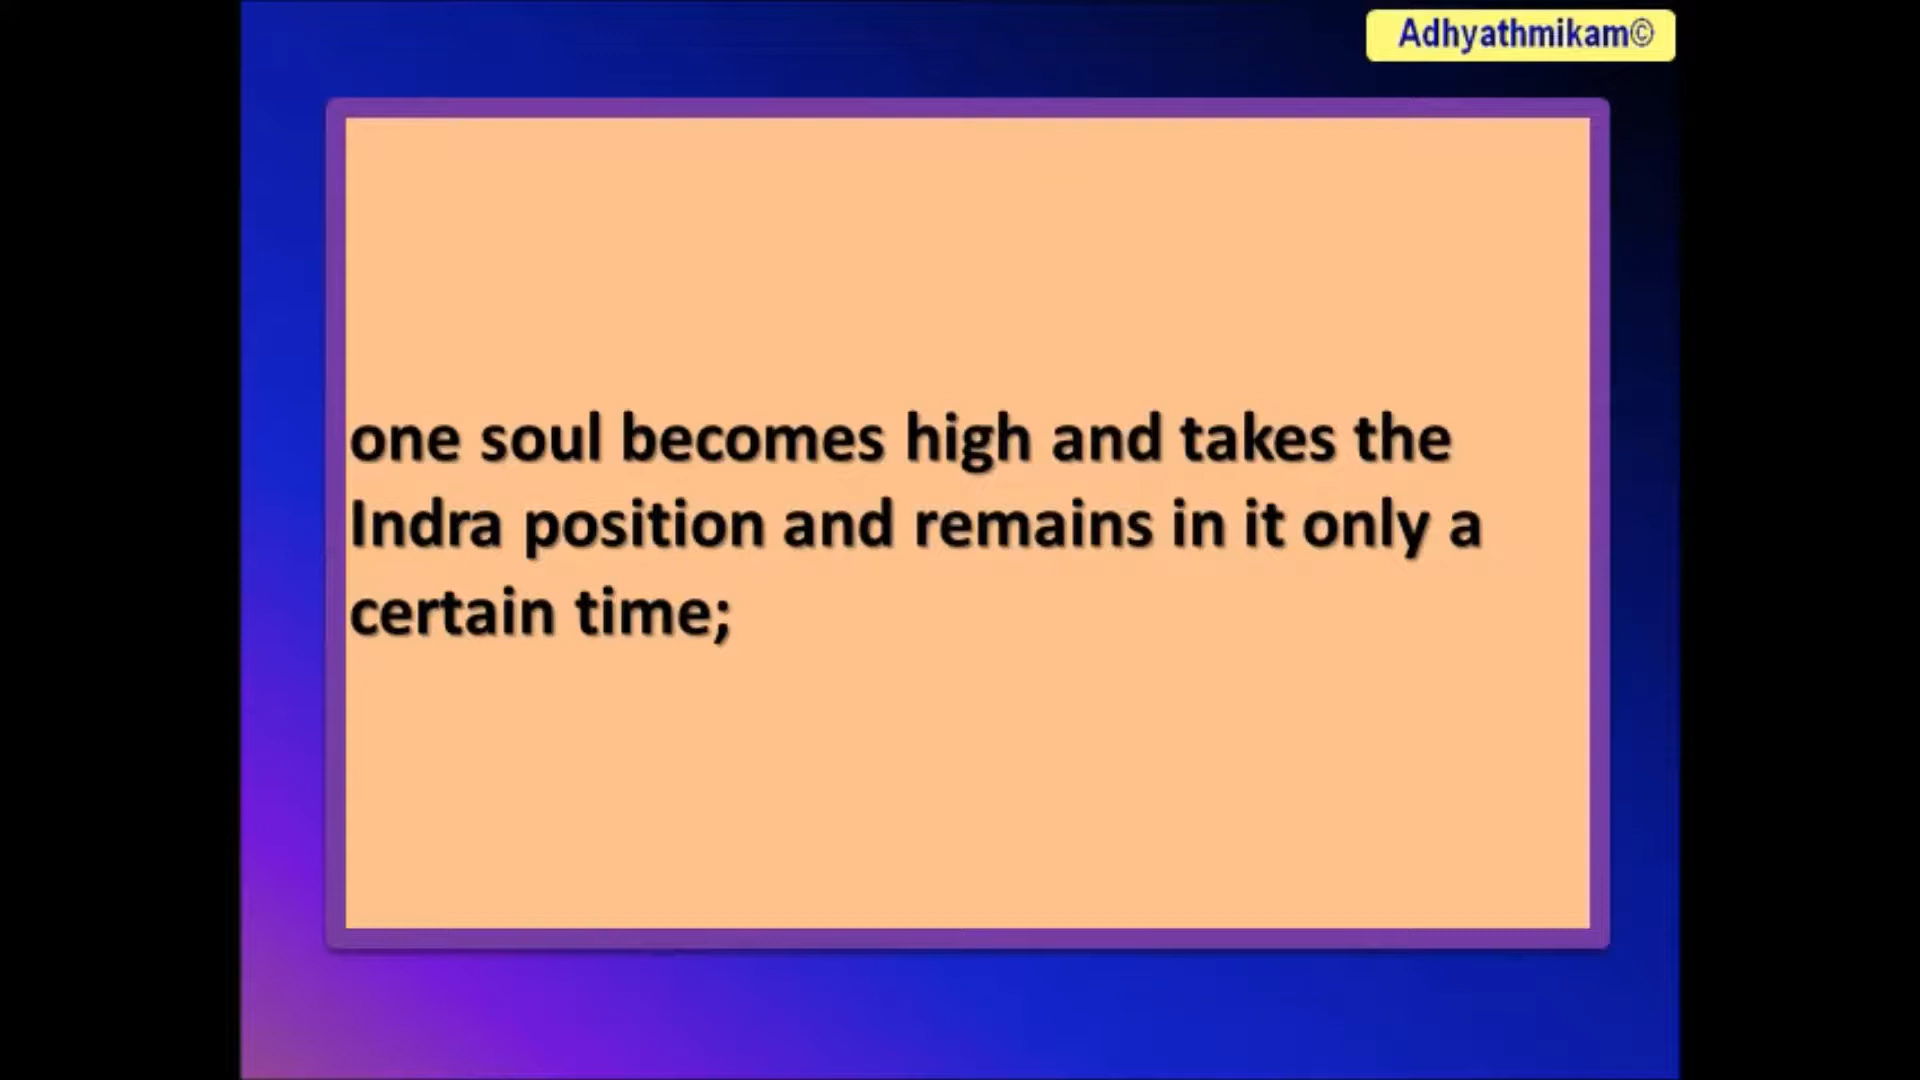 Adhyathmikam©
one soul becomes high and takes the
Indra position and remains in it only a
certain time;